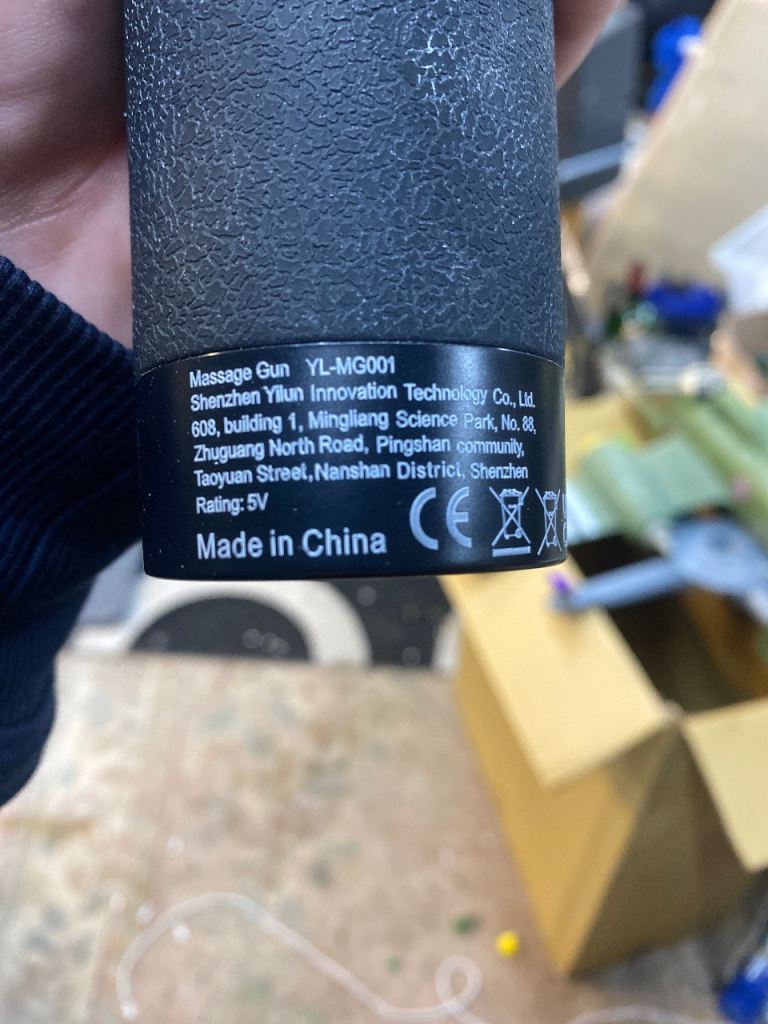 Massage Gun YL-MG001
Shenzhen Yilun Innovation Technology Co., Ltd.
608, building 1, Mingliang Science Park, No. 88,
Zhuguang North Road, Pingshan community,
Taoyuan Street,Nanshan District, Shenzhen
Rating: 5V
Made in China CE